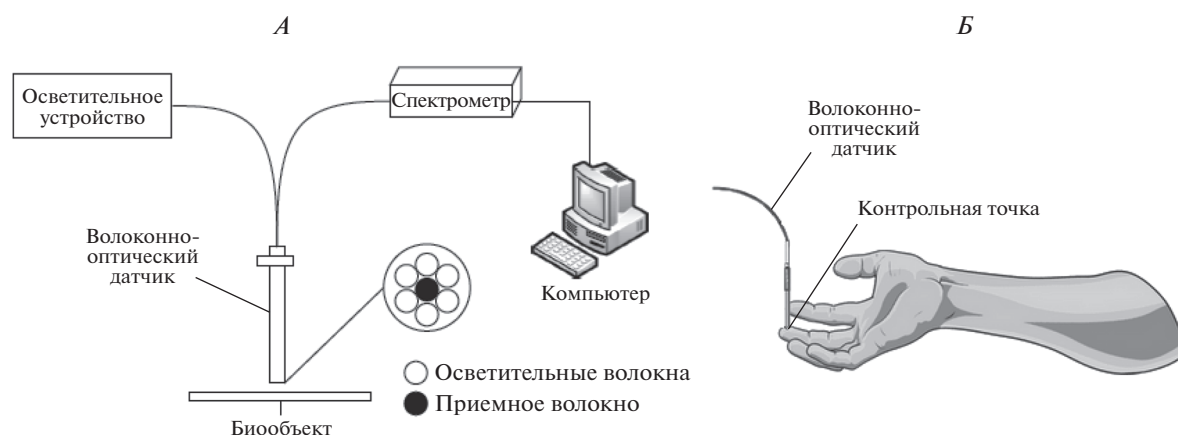 А
Осветительное
устройство
Спектрометр
Волоконно-
оптический
датчик
Компьютер
Осветительные волокна
Приемное волокно
Биообъект
Б
Волоконно-
оптический
датчик
Контрольная точка